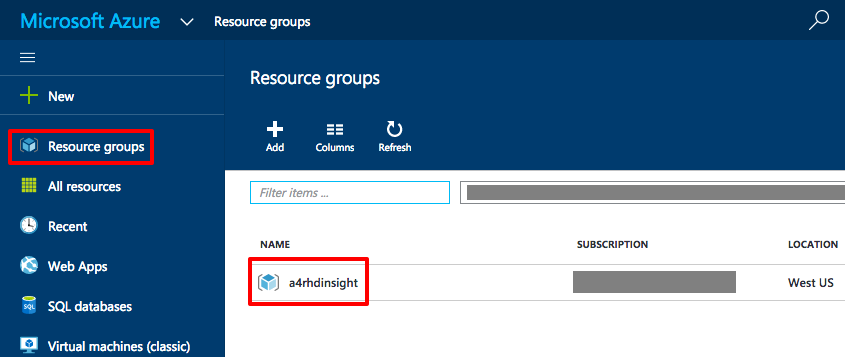 Microsoft Azure
Resource groups
New
Resource groups
All resources
Recent
Web Apps
SQL databases
SQL
Virtual machines (classic)
Resource groups
Add
Columns
Refresh
Filter items ...
NAME
SUBSCRIPTION
LOCATION
a4rhdinsight
West US